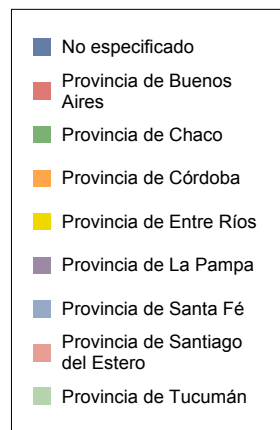 No especificado
Provincia de Buenos
Aires
Provincia de Chaco
Provincia de Córdoba
Provincia de Entre Ríos
Provincia de La Pampa
Provincia de Santa Fé
Provincia de Santiago
del Estero
Provincia de Tucumán